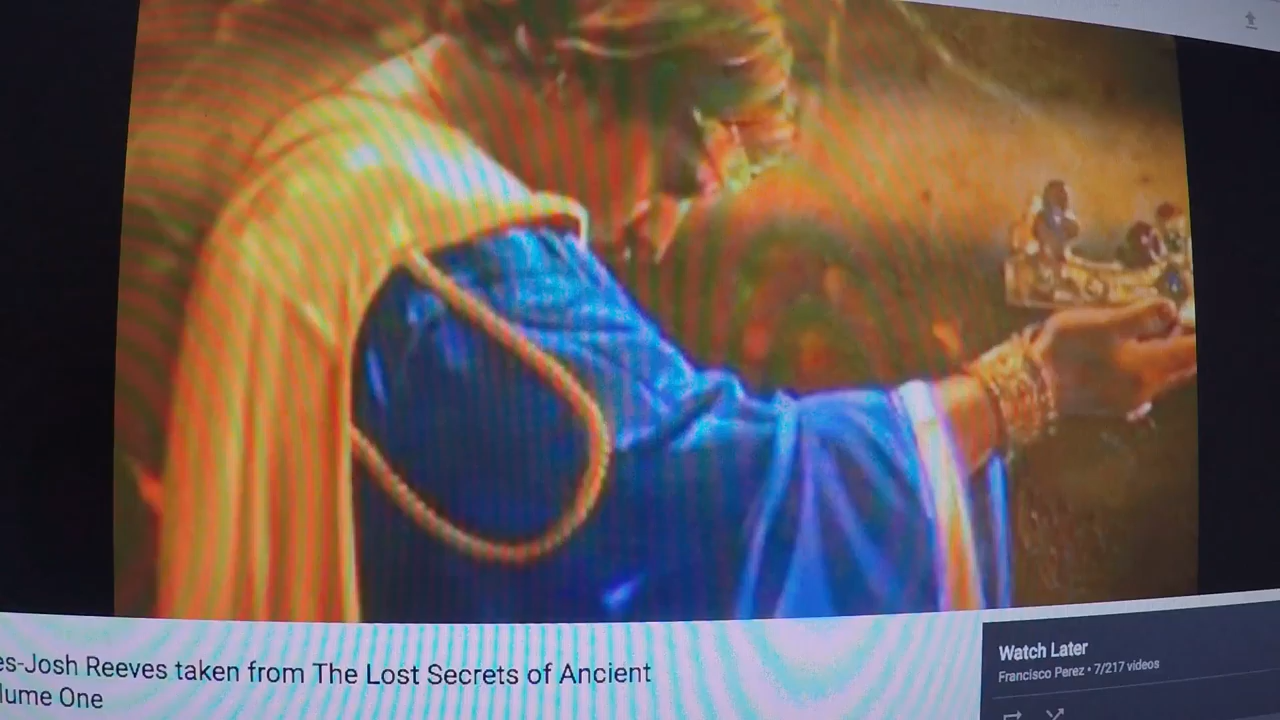 es-Josh Reeves taken from The Lost Secrets of Ancient
lume One
Watch Later
Francisco Perez • 7/217 videos